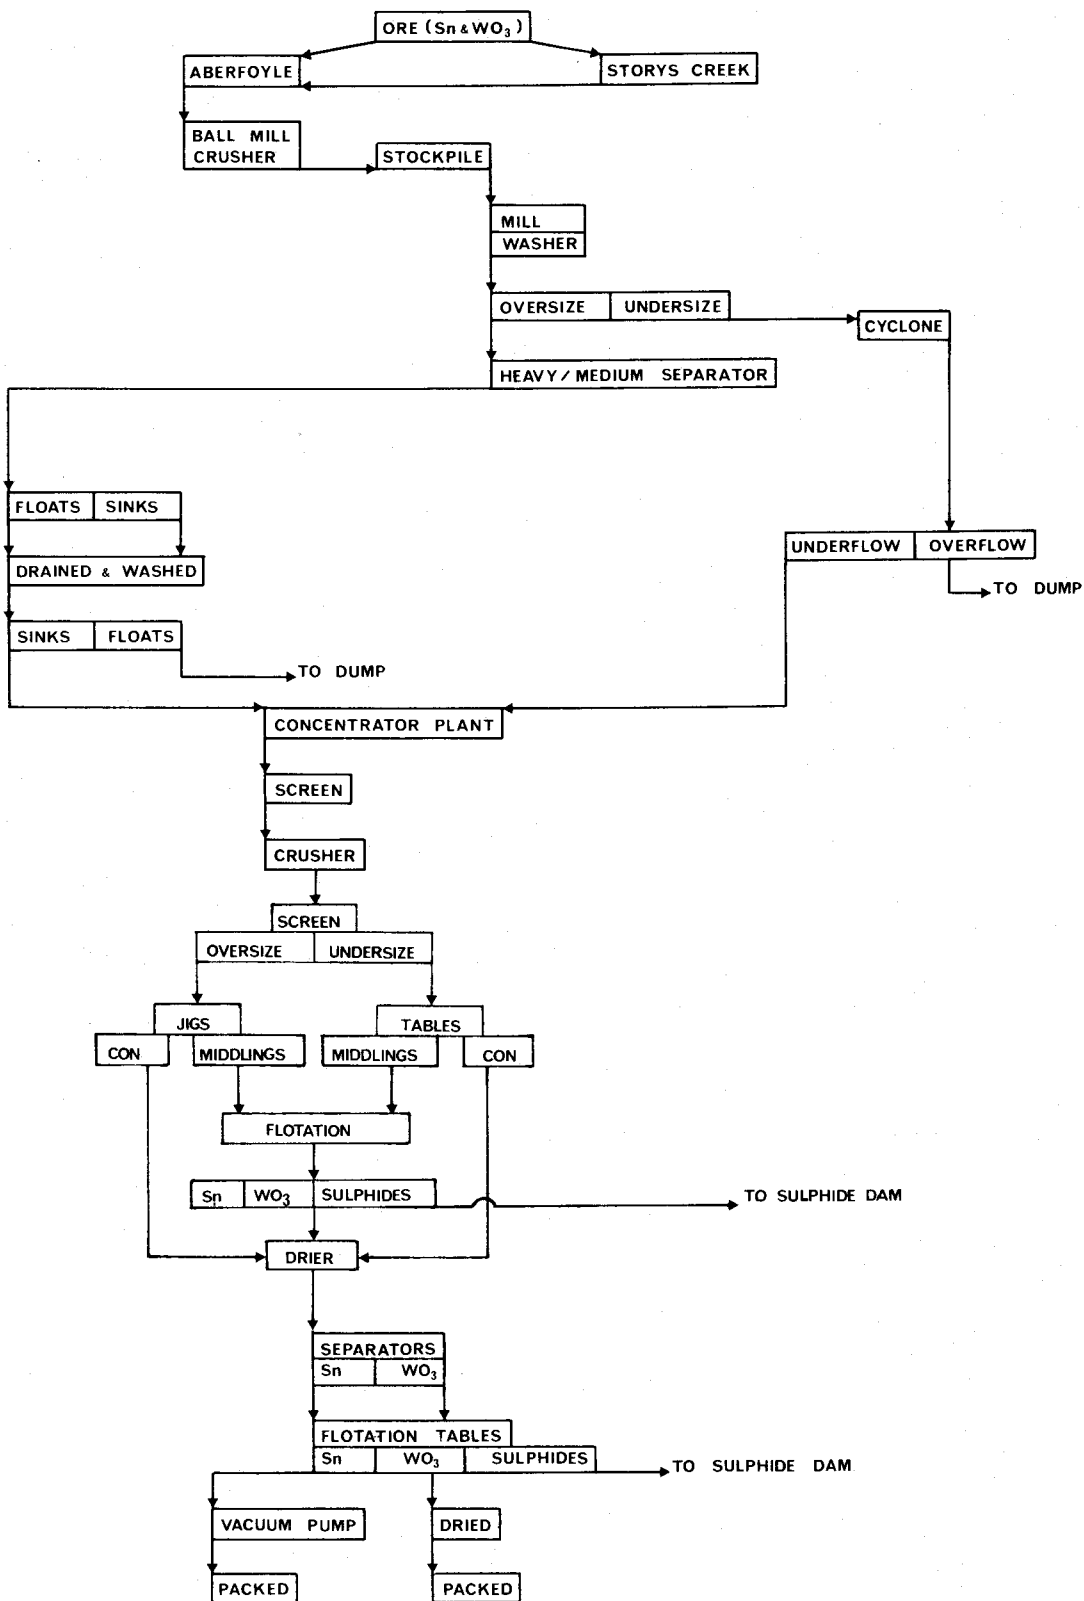 ORE (Sn & WO₃)
ABERFOYLE
STORYS CREEK
BALL MILL
CRUSHER
STOCKPILE
MILL
WASHER
OVERSIZE UNDERSIZE
CYCLONE
HEAVY / MEDIUM SEPARATOR
FLOATS SINKS
UNDERFLOW OVERFLOW
DRAINED & WASHED
TO DUMP
SINKS FLOATS
TO DUMP
CONCENTRATOR PLANT
SCREEN
CRUSHER
SCREEN
OVERSIZE UNDERSIZE
JIGS
TABLES
CON MIDDLINGS MIDDLINGS CON
FLOTATION
Sn WO₃ SULPHIDES
TO SULPHIDE DAM
DRIER
SEPARATORS
Sn WO₃
FLOTATION TABLES
Sn WO₃ SULPHIDES
TO SULPHIDE DAM
VACUUM PUMP
DRIED
PACKED
PACKED